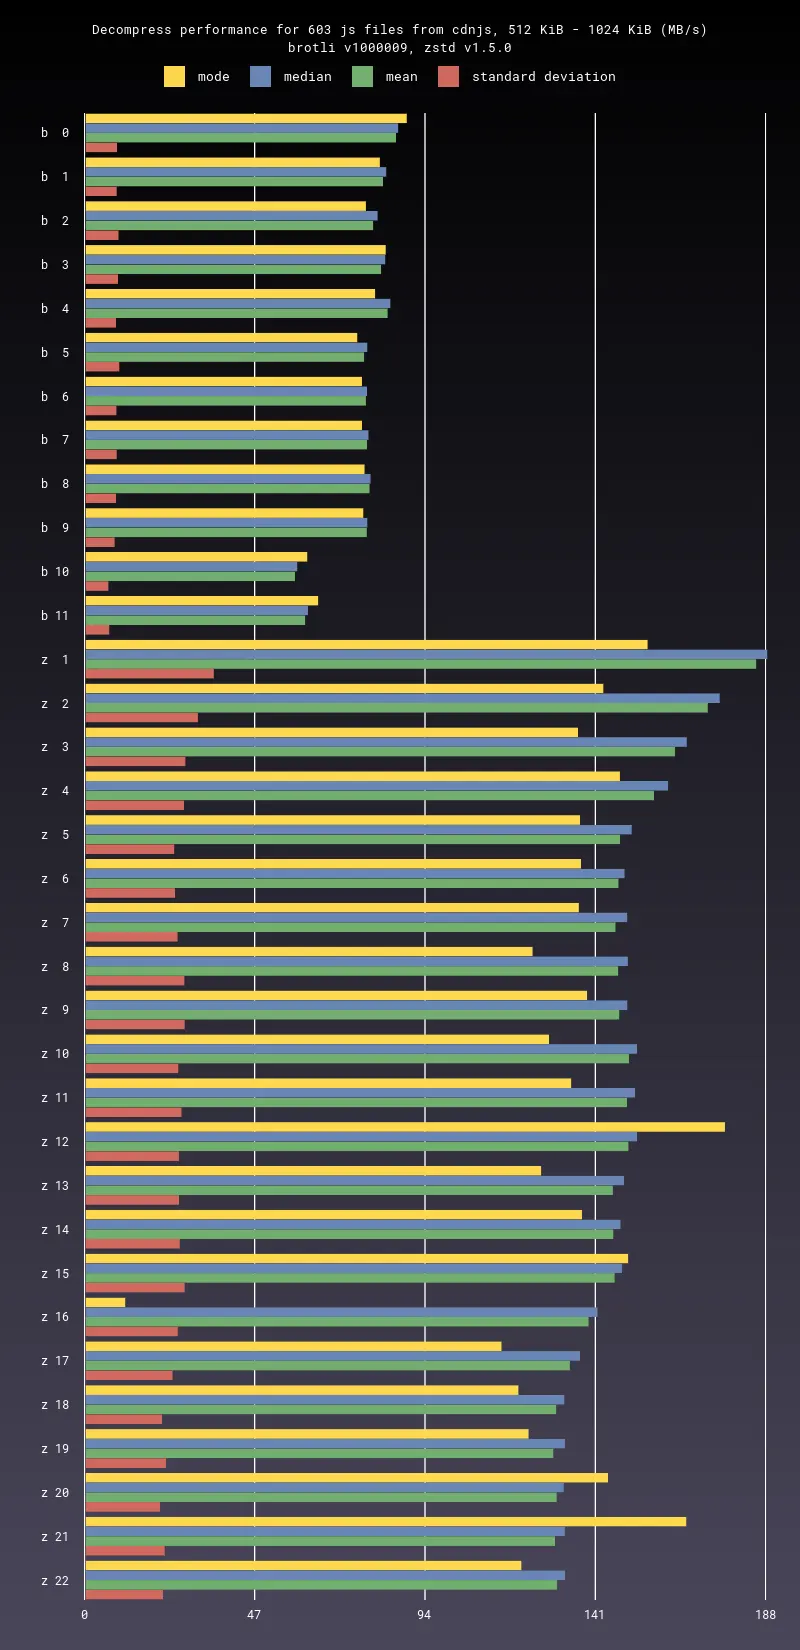 Decompress performance for 603 js files from cdnjs, 512 KiB - 1024 KiB (MB/s)
brotli v1000009, zstd v1.5.0
mode median mean standard deviation
b 0
b 1
b 2
b 3
b 4
b 5
b 6
b 7
b 8
b 9
b 10
b 11
z 1
z 2
z 3
z 4
z 5
z 6
z 7
z 8
z 9
z 10
z 11
z 12
z 13
z 14
z 15
z 16
z 17
z 18
z 19
z 20
z 21
z 22
0 47 94 141 188